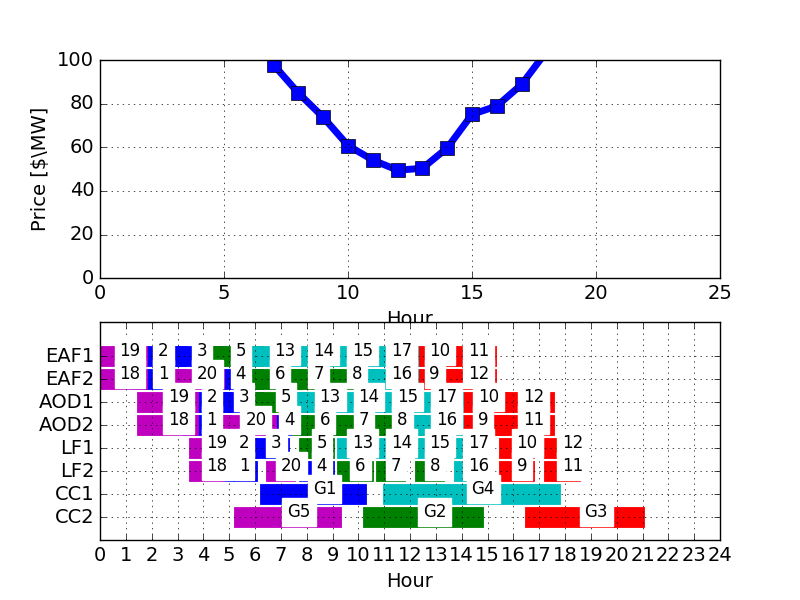 100
80
60
40
20
0
Price [$\MW]
0 5 10 15 20 25
Hour
EAF1 19 2 3 5 13 14 15 17 10 11
EAF2 18 1 20 4 6 7 8 16 9 12
AOD1 19 2 3 5 13 14 15 17 10 12
AOD2 18 1 20 4 6 7 8 16 9 11
LF1 19 2 3 5 13 14 15 17 10 12
LF2 18 1 20 4 6 7 8 16 9 11
CC1 G1 G4
CC2 G5 G2 G3
0 1 2 3 4 5 6 7 8 9 10 11 12 13 14 15 16 17 18 19 20 21 22 23 24
Hour